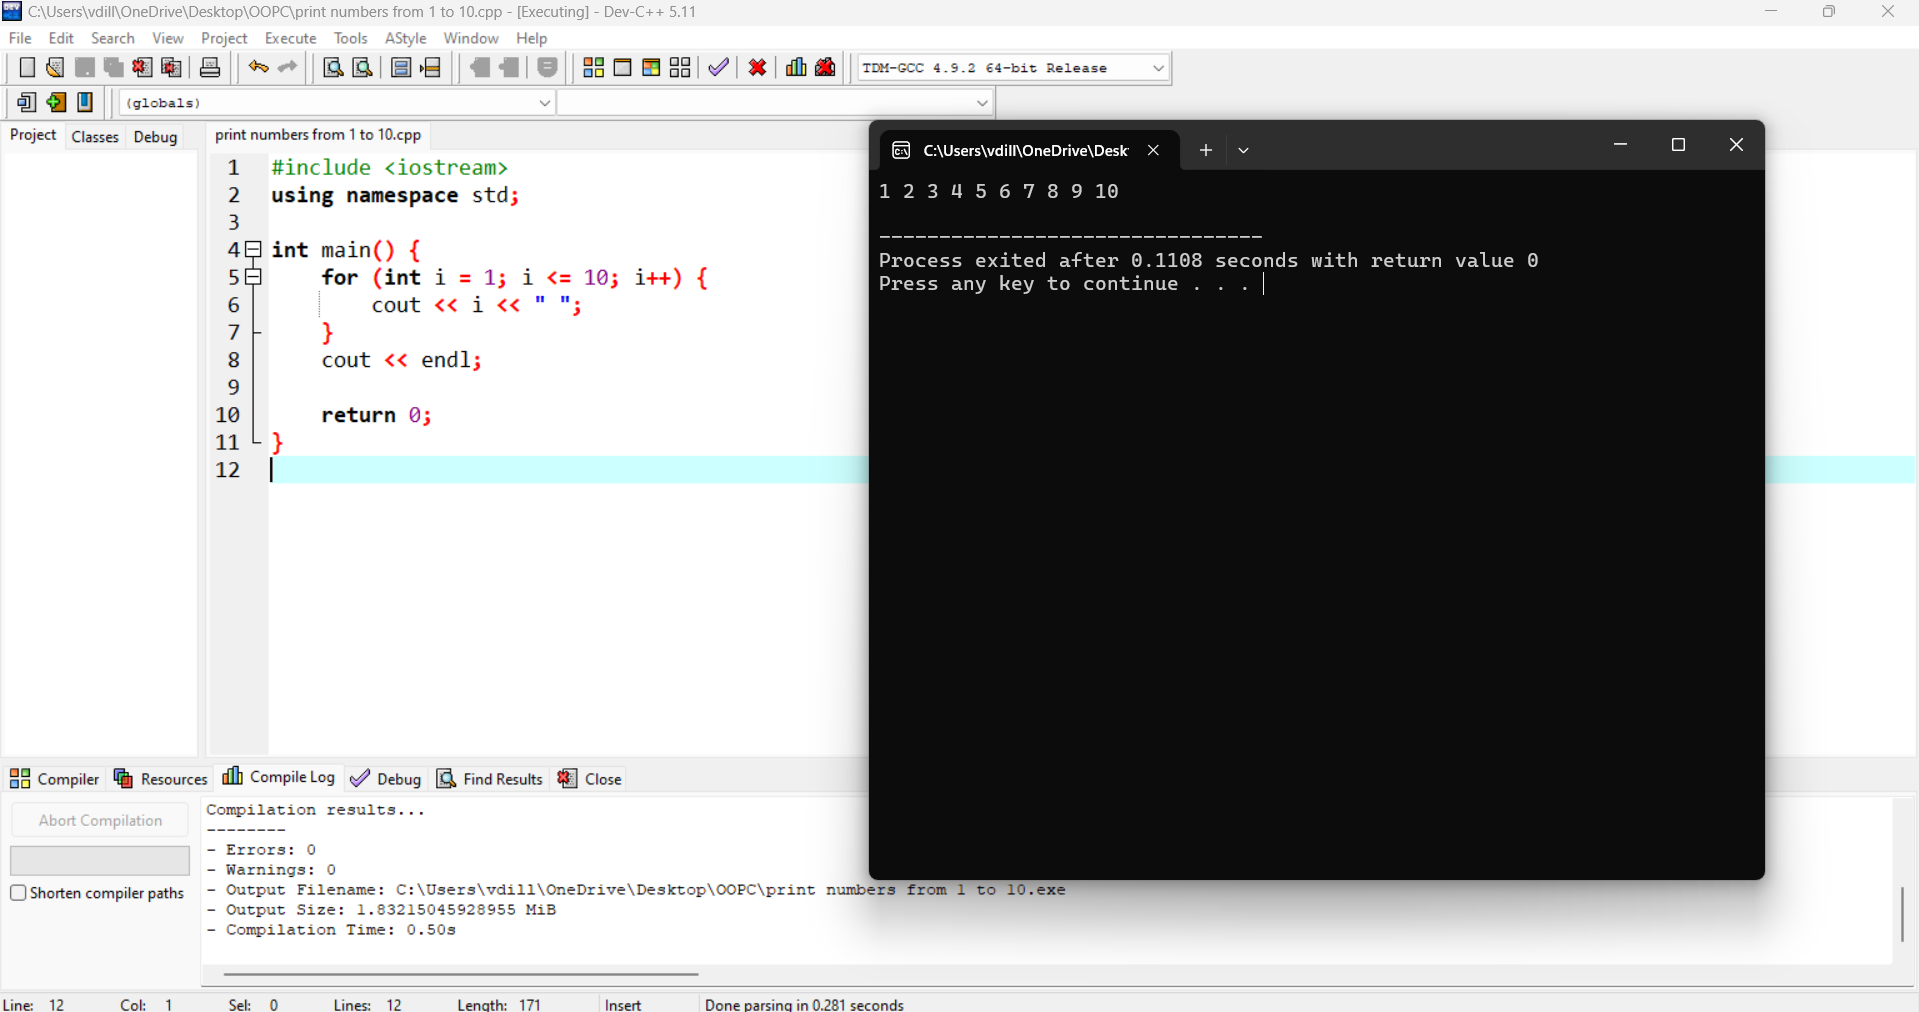 C:\Users\vdill\OneDrive\Desktop\OOPC\print numbers from 1 to 10.cpp - [Executing] - Dev-C++ 5.11
File Edit Search View Project Execute Tools AStyle Window Help
TDM-GCC 4.9.2 64-bit Release
(globals)
Project Classes Debug
print numbers from 1 to 10.cpp
1 #include <iostream>
2 using namespace std;
3
4 int main() {
5 for (int i = 1; i <= 10; i++) {
6 cout << i << " ";
7 }
8 cout << endl;
9
10 return 0;
11 }
12
C:\Users\vdill\OneDrive\Desk
1 2 3 4 5 6 7 8 9 10
--------------------------------
Process exited after 0.1108 seconds with return value 0
Press any key to continue . . .
Compiler Resources Compile Log Debug Find Results Close
Abort Compilation
Shorten compiler paths
Compilation results...
--------
- Errors: 0
- Warnings: 0
- Output Filename: C:\Users\vdill\OneDrive\Desktop\OOPC\print numbers from 1 to 10.exe
- Output Size: 1.83215045928955 MiB
- Compilation Time: 0.50s
Line: 12 Col: 1 Sel: 0 Lines: 12 Length: 171 Insert Done parsing in 0.281 seconds